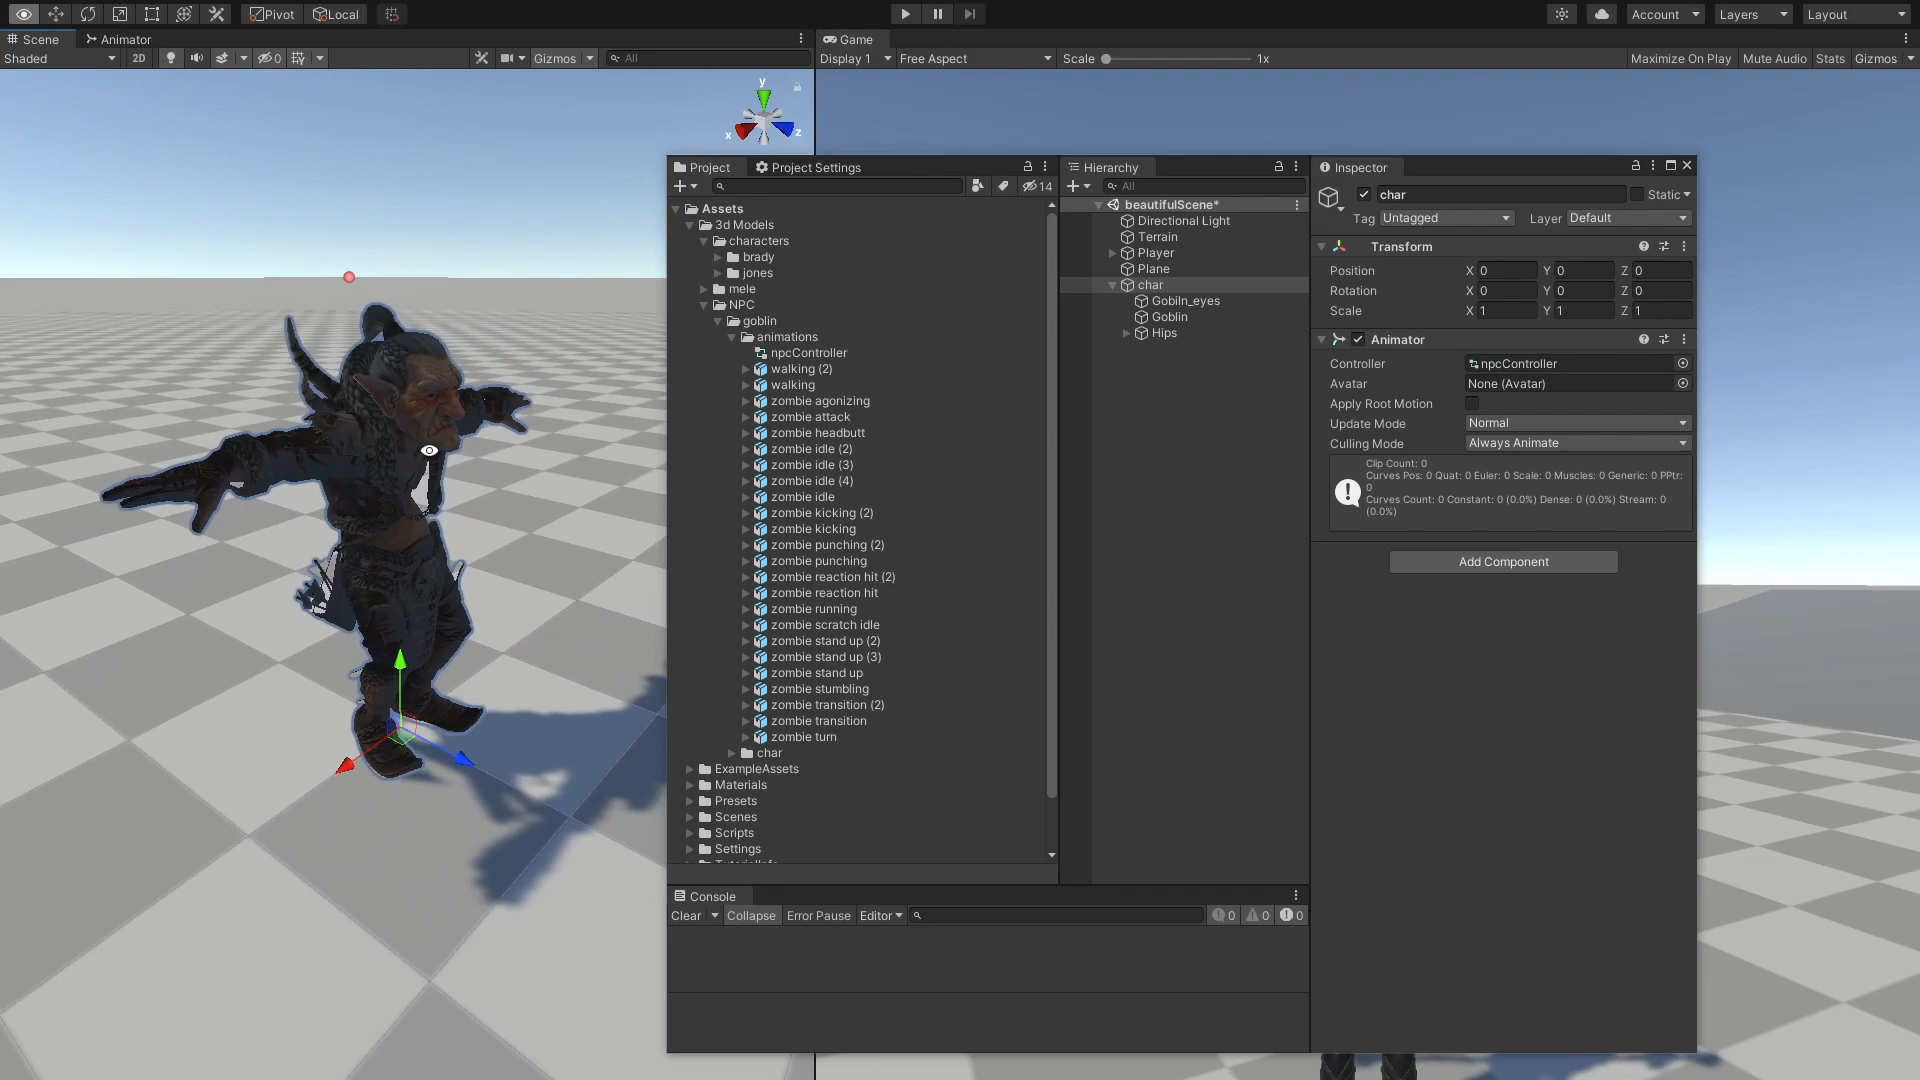 Pivot Local
Account Layers Layout
Scene Animator
Game
Shaded 2D 0 Gizmos All
Display 1 Free Aspect Scale 1x Maximize On Play Mute Audio Stats Gizmos
y
x z
Project Project Settings
14
Assets
3d Models
characters
brady
jones
mele
NPC
goblin
animations
npcController
walking (2)
walking
zombie agonizing
zombie attack
zombie headbutt
zombie idle (2)
zombie idle (3)
zombie idle (4)
zombie idle
zombie kicking (2)
zombie kicking
zombie punching (2)
zombie punching
zombie reaction hit (2)
zombie reaction hit
zombie running
zombie scratch idle
zombie stand up (2)
zombie stand up (3)
zombie stand up
zombie stumbling
zombie transition (2)
zombie transition
zombie turn
char
ExampleAssets
Materials
Presets
Scenes
Scripts
Settings
Hierarchy
All
beautifulScene*
Directional Light
Terrain
Player
Plane
char
Gobiln_eyes
Goblin
Hips
Inspector
char Static
Tag Untagged Layer Default
Transform
Position X 0 Y 0 Z 0
Rotation X 0 Y 0 Z 0
Scale X 1 Y 1 Z 1
Animator
Controller npcController
Avatar None (Avatar)
Apply Root Motion
Update Mode Normal
Culling Mode Always Animate
Clip Count: 0
Curves Pos: 0 Quat: 0 Euler: 0 Scale: 0 Muscles: 0 Generic: 0 PPtr:
0
Curves Count: 0 Constant: 0 (0.0%) Dense: 0 (0.0%) Stream: 0
(0.0%)
Add Component
Console
Clear Collapse Error Pause Editor 0 0 0